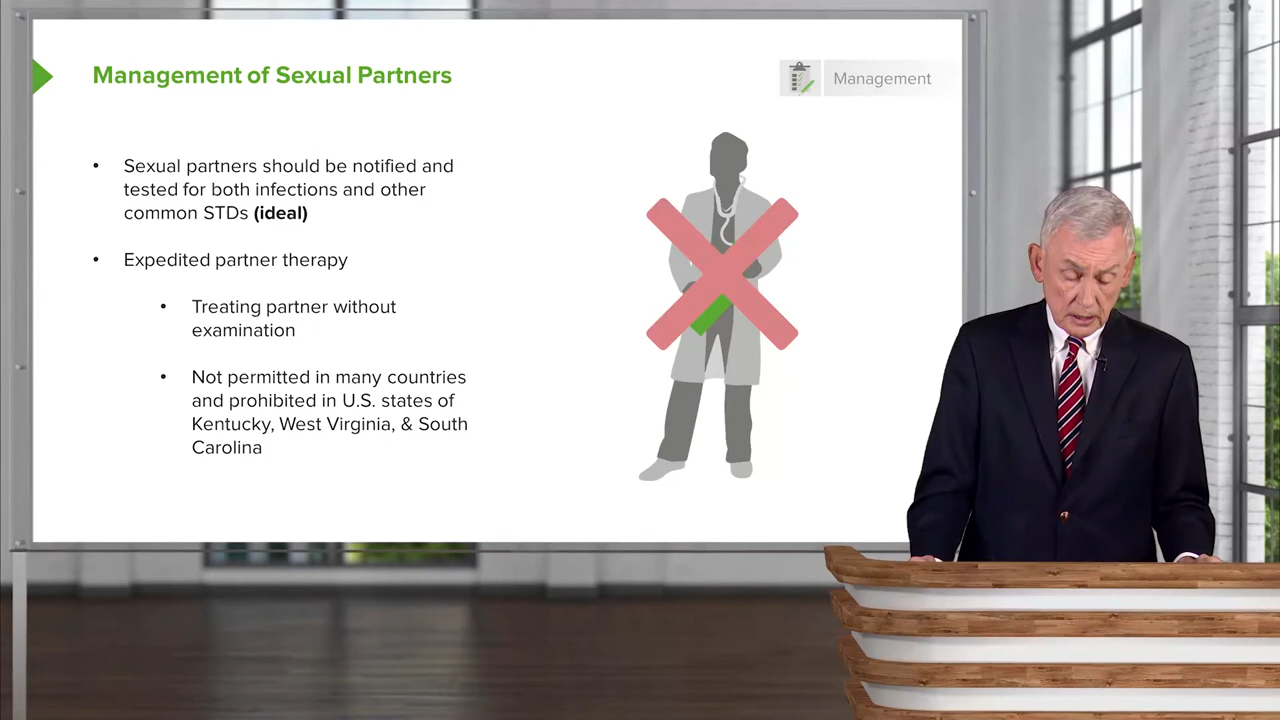 Management of Sexual Partners
Management
• Sexual partners should be notified and
tested for both infections and other
common STDs (ideal)
• Expedited partner therapy
• Treating partner without
examination
• Not permitted in many countries
and prohibited in U.S. states of
Kentucky, West Virginia, & South
Carolina